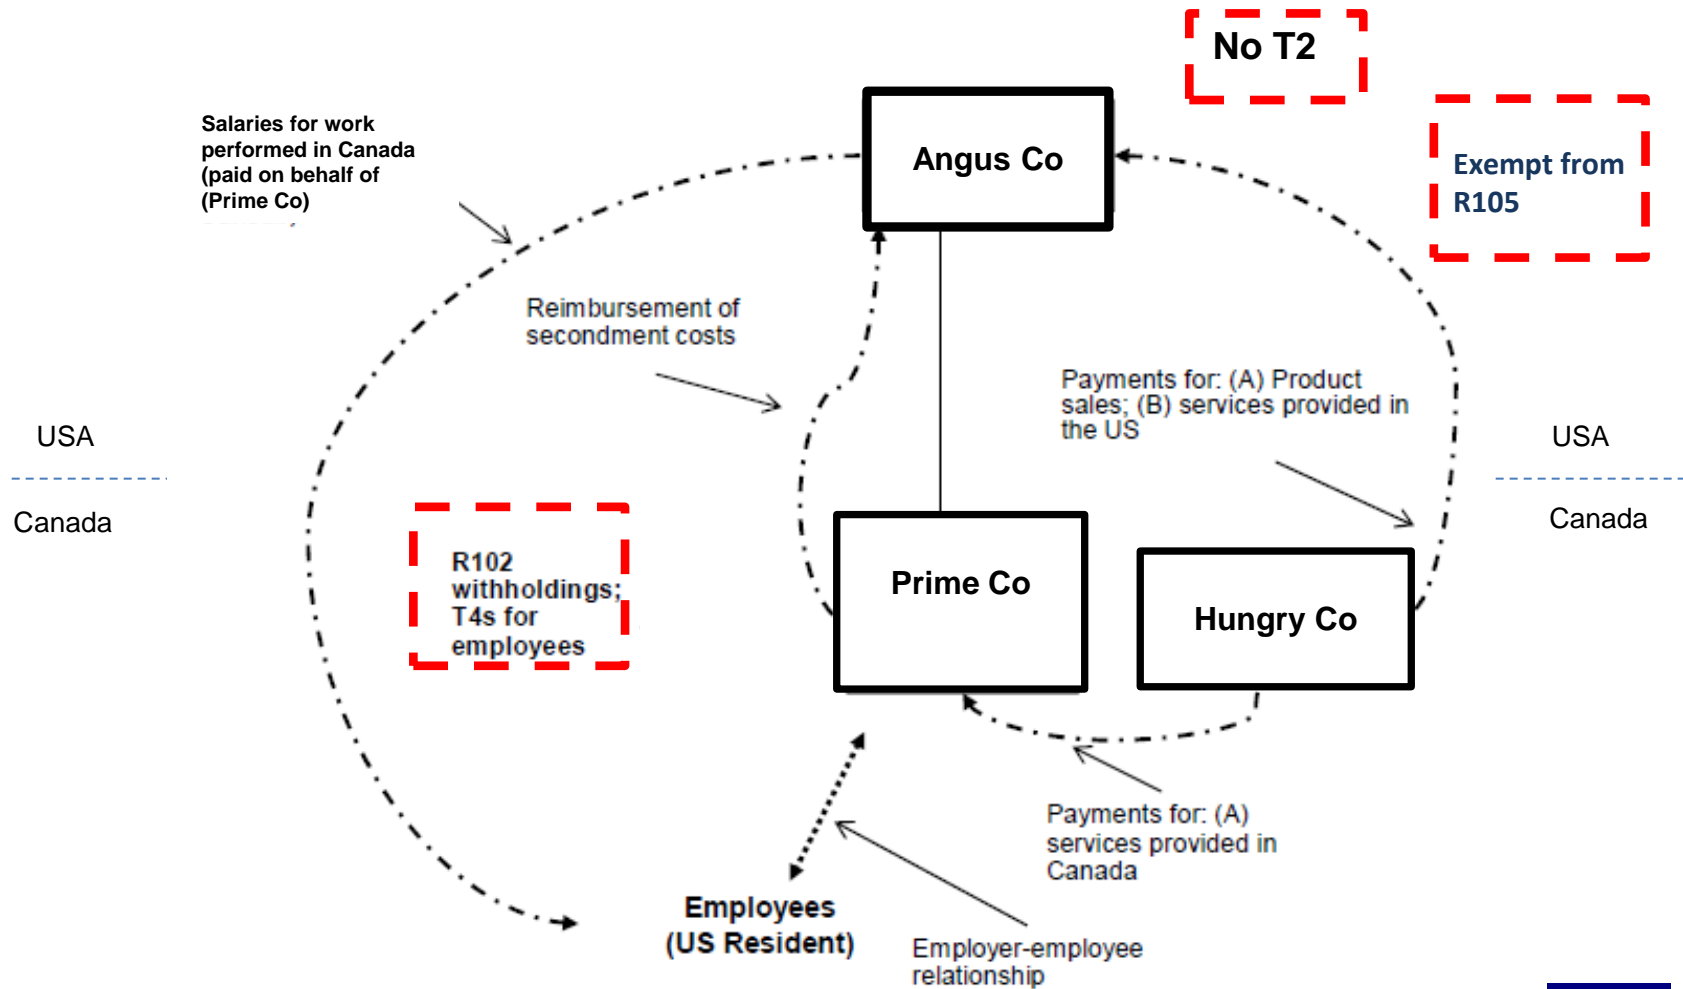 No T2
Salaries for work
performed in Canada
(paid on behalf of
(Prime Co)
Angus Co
Exempt from
R105
Reimbursement of
secondment costs
Payments for: (A) Product
sales; (B) services provided in
the US
USA
USA
Canada
Canada
R102
withholdings;
T4s for
employees
Prime Co
Hungry Co
Payments for: (A)
services provided in
Canada
Employees
(US Resident)
Employer-employee
relationship